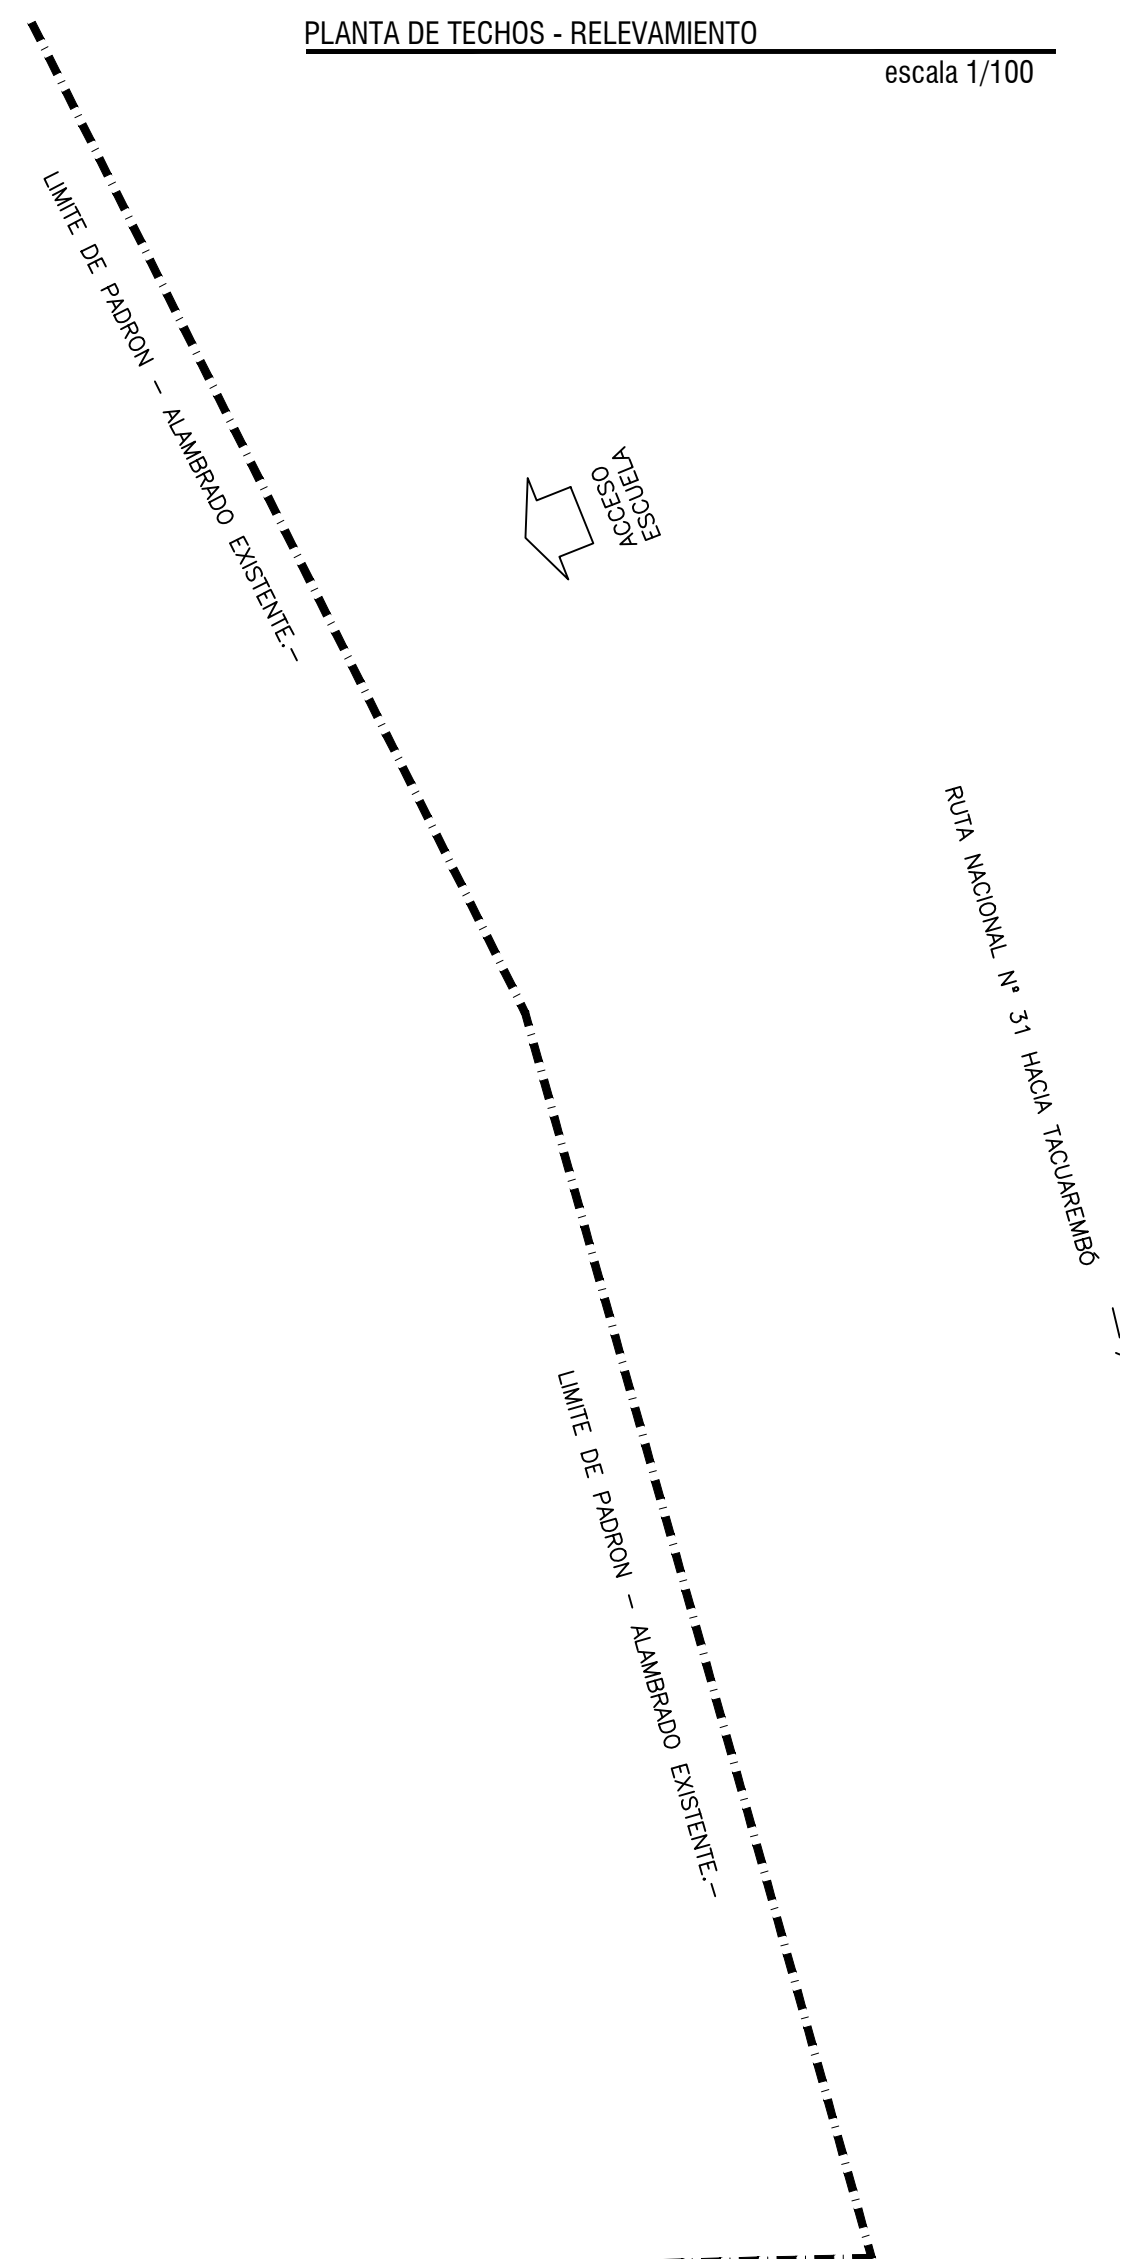 PLANTA DE TECHOS - RELEVAMIENTO
escala 1/100
LIMITE DE PADRON - ALAMBRADO EXISTENTE.-
ACCESO
ESCUELA
RUTA NACIONAL Nº 31 HACIA TACUAREMBÓ
LIMITE DE PADRON - ALAMBRADO EXISTENTE.-